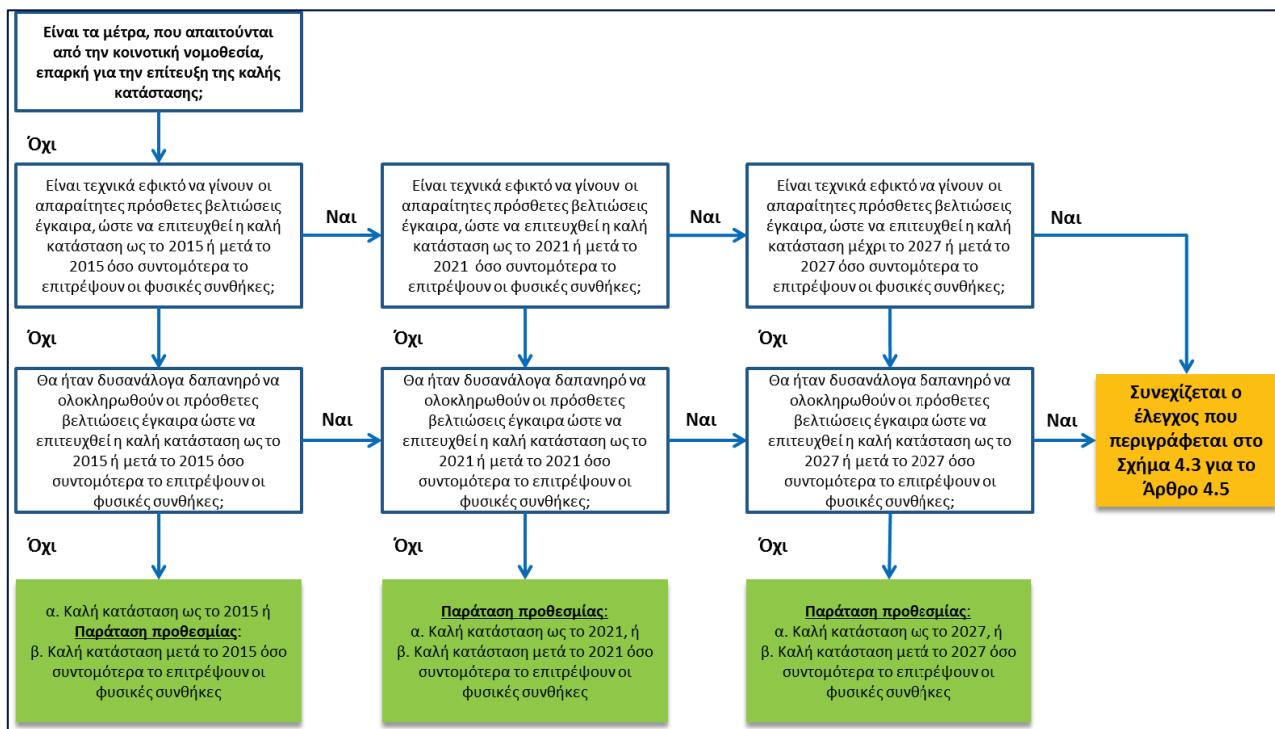 Είναι τα μέτρα, που απαιτούνται
από την κοινοτική νομοθεσία,
επαρκή για την επίτευξη της καλής
κατάστασης;
Όχι
Είναι τεχνικά εφικτό να γίνουν οι
απαραίτητες πρόσθετες βελτιώσεις
έγκαιρα, ώστε να επιτευχθεί η καλή
κατάσταση ως το 2015 ή μετά το
2015 όσο συντομότερα το
επιτρέψουν οι φυσικές συνθήκες;
Ναι
Είναι τεχνικά εφικτό να γίνουν οι
απαραίτητες πρόσθετες βελτιώσεις
έγκαιρα, ώστε να επιτευχθεί η καλή
κατάσταση ως το 2021 ή μετά το
2021 όσο συντομότερα το
επιτρέψουν οι φυσικές συνθήκες;
Ναι
Είναι τεχνικά εφικτό να γίνουν οι
απαραίτητες πρόσθετες βελτιώσεις
έγκαιρα, ώστε να επιτευχθεί η καλή
κατάσταση μέχρι το 2027 ή μετά το
2027 όσο συντομότερα το
επιτρέψουν οι φυσικές συνθήκες;
Ναι
Όχι
Όχι
Όχι
Θα ήταν δυσανάλογα δαπανηρό να
ολοκληρωθούν οι πρόσθετες
βελτιώσεις έγκαιρα ώστε να
επιτευχθεί η καλή κατάσταση ως το
2015 ή μετά το 2015 όσο
συντομότερα το επιτρέψουν οι
φυσικές συνθήκες;
Ναι
Θα ήταν δυσανάλογα δαπανηρό να
ολοκληρωθούν οι πρόσθετες
βελτιώσεις έγκαιρα ώστε να
επιτευχθεί η καλή κατάσταση ως το
2021 ή μετά το 2021 όσο
συντομότερα το επιτρέψουν οι
φυσικές συνθήκες;
Ναι
Θα ήταν δυσανάλογα δαπανηρό να
ολοκληρωθούν οι πρόσθετες
βελτιώσεις έγκαιρα ώστε να
επιτευχθεί η καλή κατάσταση ως το
2027 ή μετά το 2027 όσο
συντομότερα το επιτρέψουν οι
φυσικές συνθήκες;
Ναι
Συνεχίζεται ο
έλεγχος που
περιγράφεται στο
Σχήμα 4.3 για το
Άρθρο 4.5
Όχι
Όχι
Όχι
α. Καλή κατάσταση ως το 2015 ή
Παράταση προθεσμίας:
β. Καλή κατάσταση μετά το 2015 όσο
συντομότερα το επιτρέψουν οι
φυσικές συνθήκες
Παράταση προθεσμίας:
α. Καλή κατάσταση ως το 2021, ή
β. Καλή κατάσταση μετά το 2021 όσο
συντομότερα το επιτρέψουν οι
φυσικές συνθήκες
Παράταση προθεσμίας:
α. Καλή κατάσταση ως το 2027, ή
β. Καλή κατάσταση μετά το 2027 όσο
συντομότερα το επιτρέψουν οι
φυσικές συνθήκες